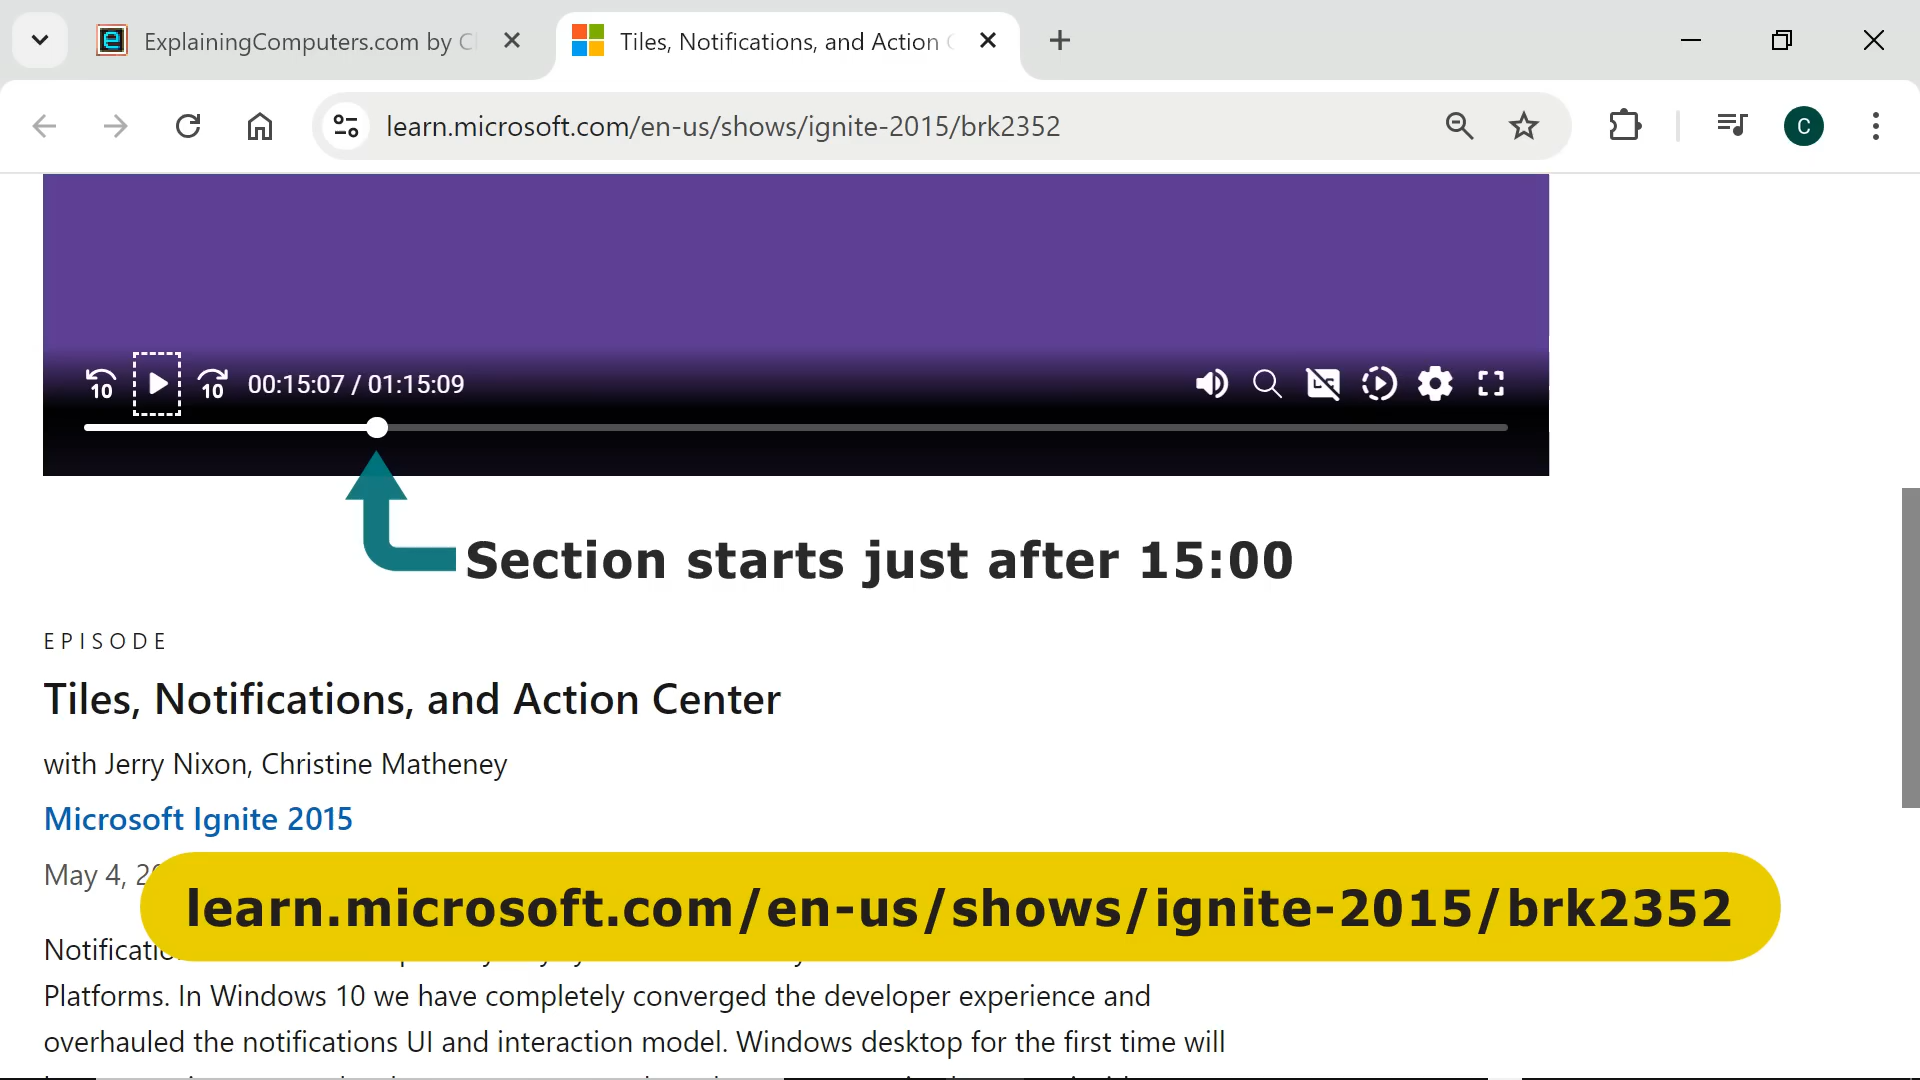 ExplainingComputers.com by
Tiles, Notifications, and Action
learn.microsoft.com/en-us/shows/ignite-2015/brk2352
C
10
10
00:15:07 / 01:15:09
Section starts just after 15:00
EPISODE
Tiles, Notifications, and Action Center
with Jerry Nixon, Christine Matheney
Microsoft Ignite 2015
May 4,
learn.microsoft.com/en-us/shows/ignite-2015/brk2352
Platforms. In Windows 10 we have completely converged the developer experience and
overhauled the notifications UI and interaction model. Windows desktop for the first time will